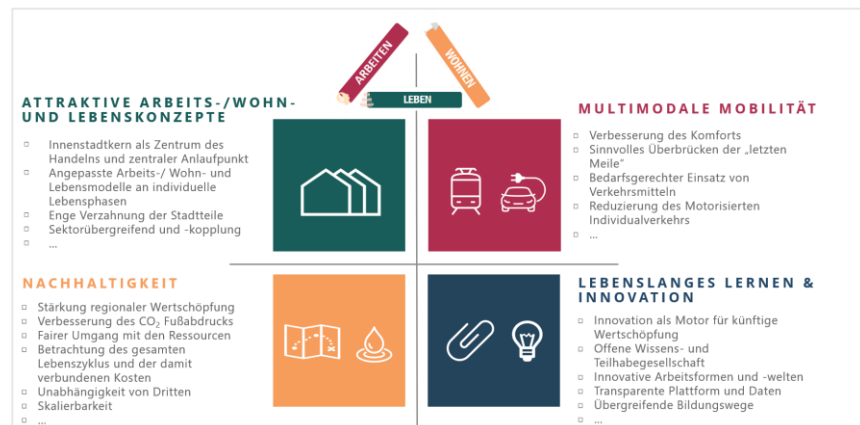 ARBEITEN
WOHNEN
LEBEN
ATTRAKTIVE ARBEITS-/WOHN-
UND LEBENSKONZEPTE
▫ Innenstadtkern als Zentrum des
Handelns und zentraler Anlaufpunkt
▫ Angepasste Arbeits-/ Wohn- und
Lebensmodelle an individuelle
Lebensphasen
▫ Enge Verzahnung der Stadtteile
▫ Sektorübergreifend und -kopplung
▫ ...
MULTIMODALE MOBILITÄT
▫ Verbesserung des Komforts
▫ Sinnvolles Überbrücken der „letzten
Meile“
▫ Bedarfsgerechter Einsatz von
Verkehrsmitteln
▫ Reduzierung des Motorisierten
Individualverkehrs
▫ ...
NACHHALTIGKEIT
▫ Stärkung regionaler Wertschöpfung
▫ Verbesserung des CO₂ Fußabdrucks
▫ Fairer Umgang mit den Ressourcen
▫ Betrachtung des gesamten
Lebenszyklus und der damit
verbundenen Kosten
▫ Unabhängigkeit von Dritten
▫ Skalierbarkeit
▫ ...
LEBENSLANGES LERNEN &
INNOVATION
▫ Innovation als Motor für künftige
Wertschöpfung
▫ Offene Wissens- und
Teilhabegesellschaft
▫ Innovative Arbeitsformen und -welten
▫ Transparente Plattform und Daten
▫ Übergreifende Bildungswege
▫ ...